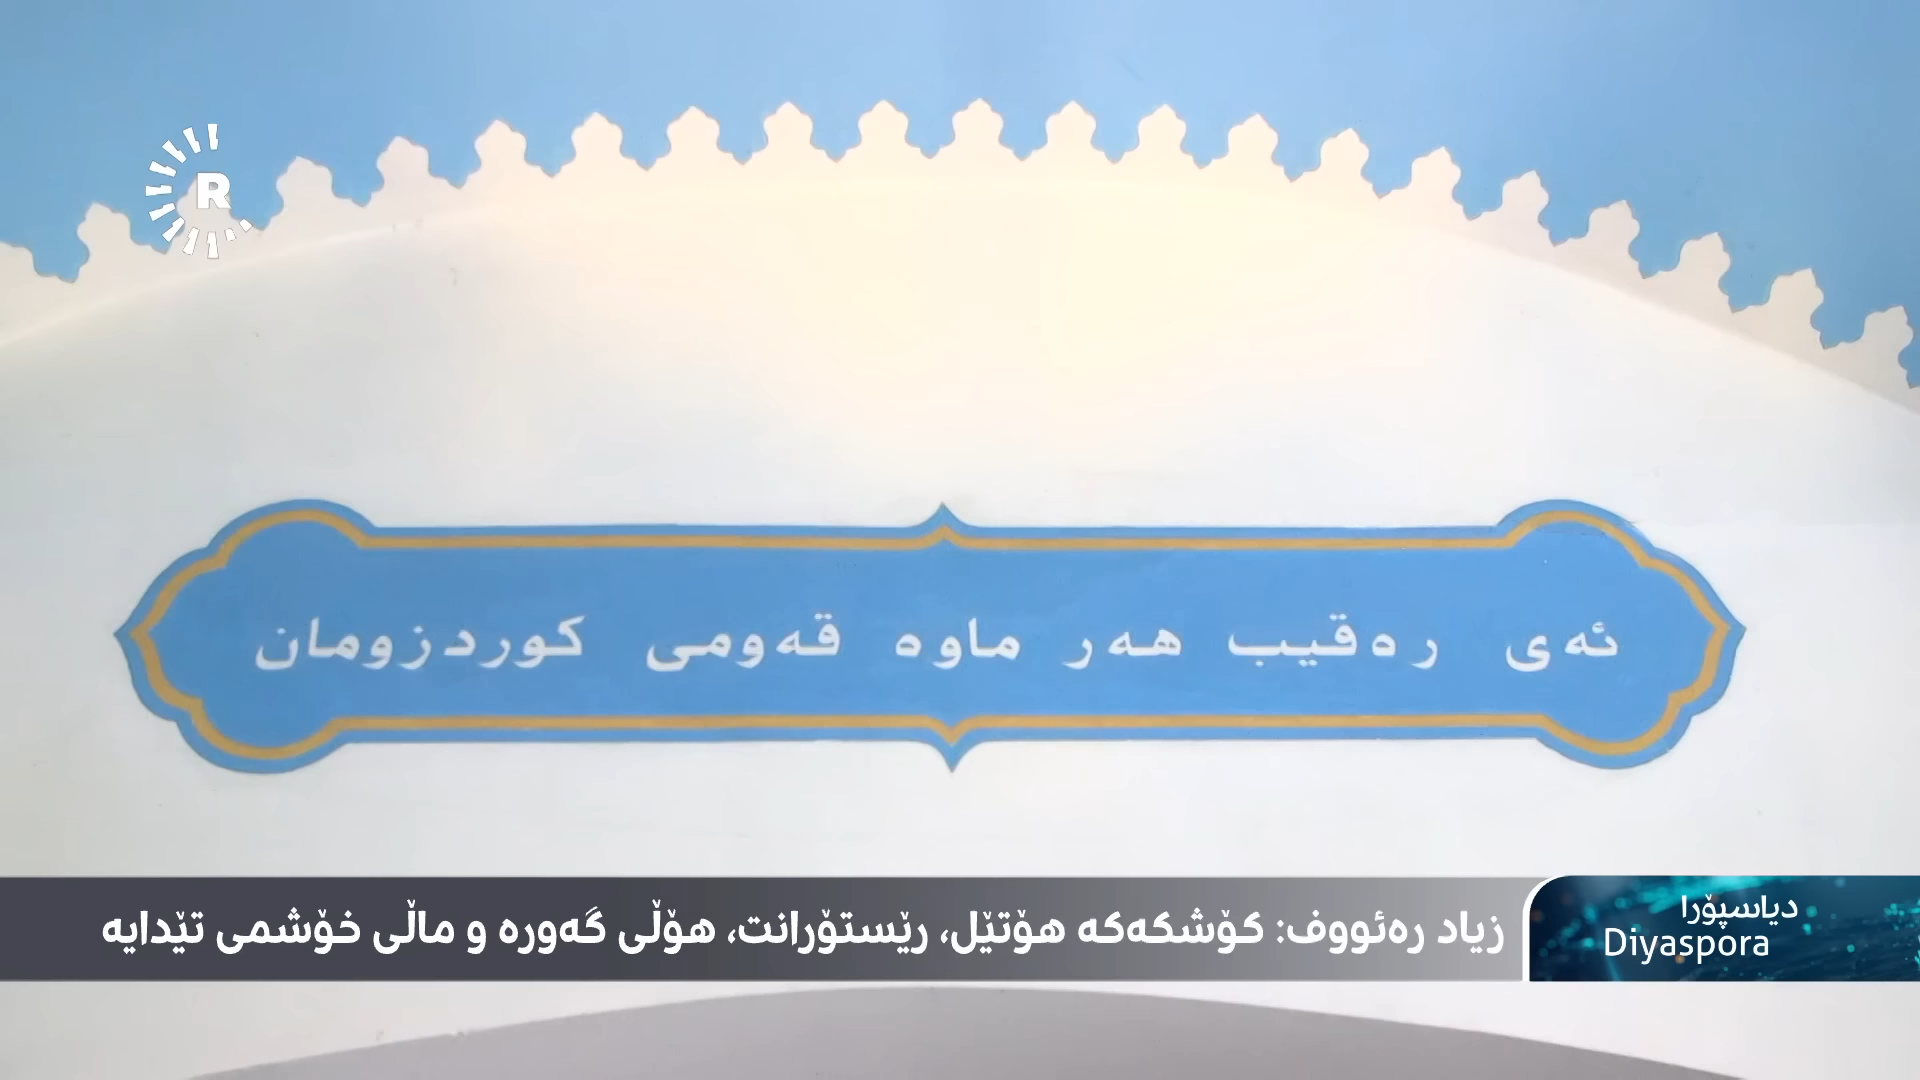 R
ئەی رەقیب هەر ماوە قەومی کوردزومان
دیاسپۆرا
Diyaspora
زیاد رەئووف: کۆشکەکە هۆتێل، رێستۆرانت، هۆڵی گەورە و ماڵی خۆشمی تێدایە